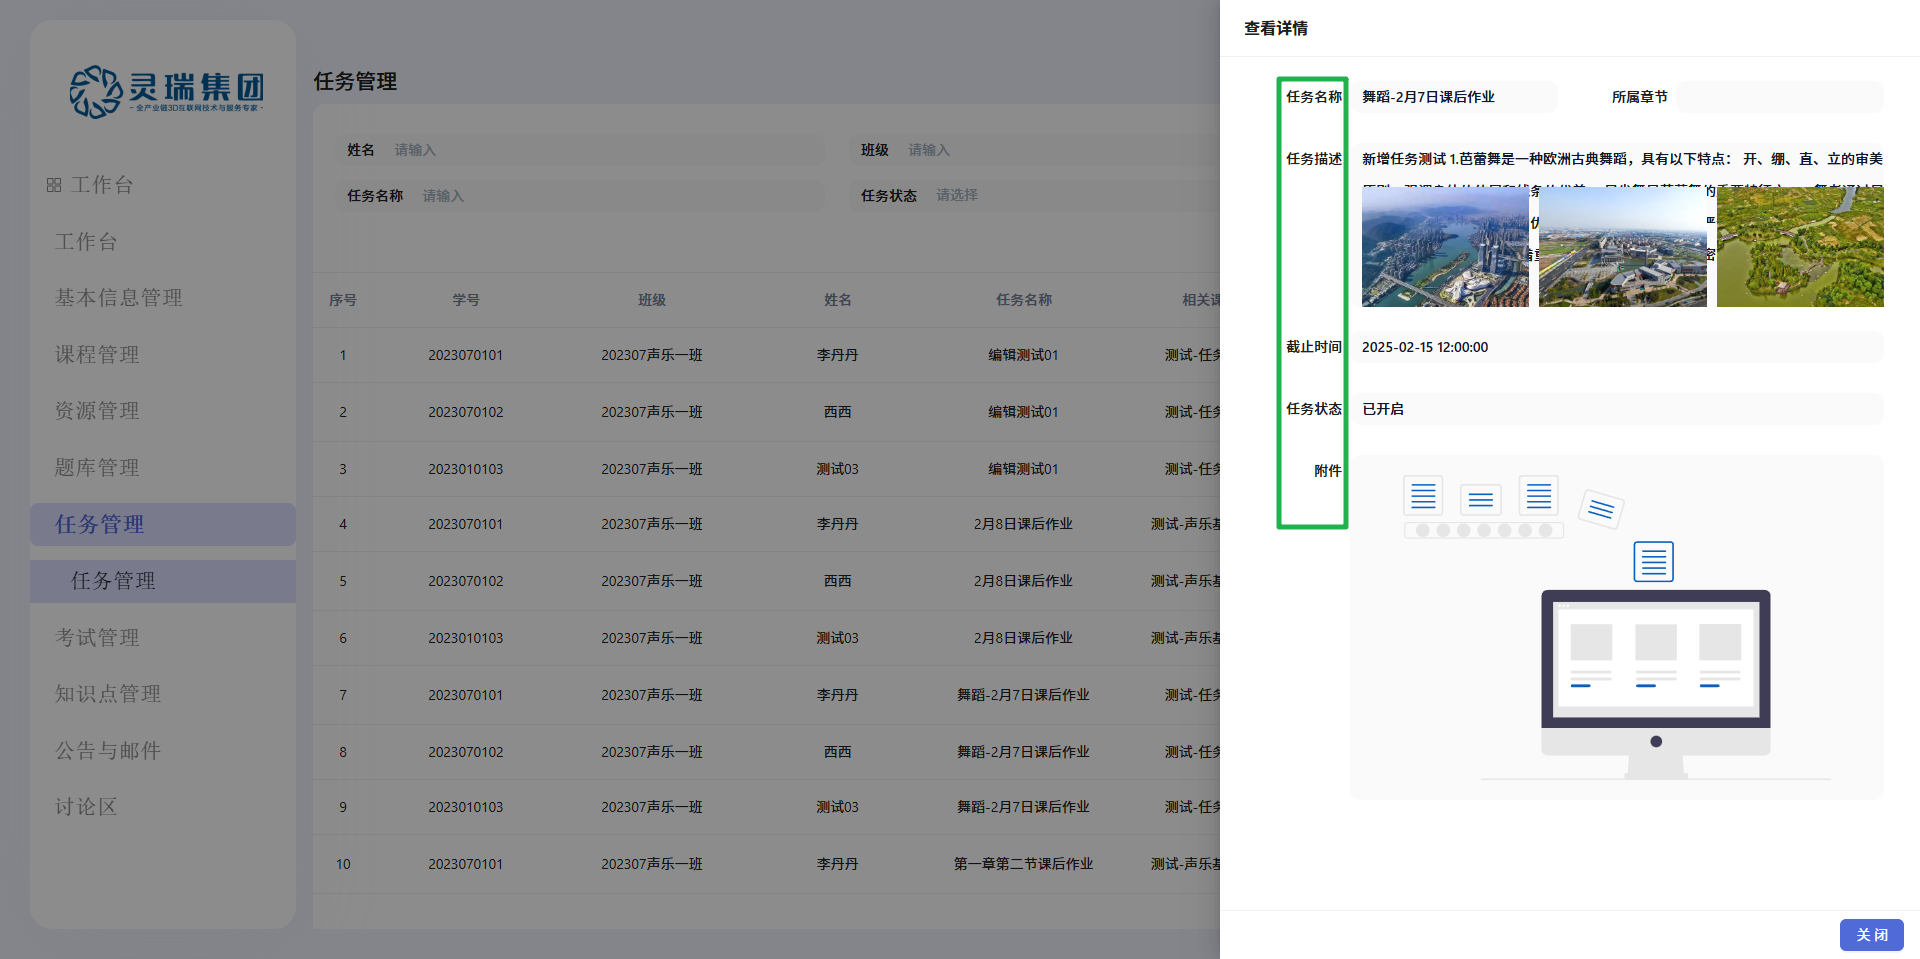 灵瑞集团
- 全产业链3D互联网技术与服务专家 -
工作台
工作台
基本信息管理
课程管理
资源管理
题库管理
任务管理
任务管理
考试管理
知识点管理
公告与邮件
讨论区
任务管理
姓名 请输入 班级 请输入
任务名称 请输入 任务状态 请选择
序号 学号 班级 姓名 任务名称 相关课
1 2023070101 202307声乐一班 李丹丹 编辑测试01 测试-任务
2 2023070102 202307声乐一班 西西 编辑测试01 测试-任务
3 2023010103 202307声乐一班 测试03 编辑测试01 测试-任务
4 2023070101 202307声乐一班 李丹丹 2月8日课后作业 测试-声乐基
5 2023070102 202307声乐一班 西西 2月8日课后作业 测试-声乐基
6 2023010103 202307声乐一班 测试03 2月8日课后作业 测试-声乐基
7 2023070101 202307声乐一班 李丹丹 舞蹈-2月7日课后作业 测试-任务
8 2023070102 202307声乐一班 西西 舞蹈-2月7日课后作业 测试-任务
9 2023010103 202307声乐一班 测试03 舞蹈-2月7日课后作业 测试-任务
10 2023070101 202307声乐一班 李丹丹 第一章第二节课后作业 测试-声乐基
查看详情
任务名称 舞蹈-2月7日课后作业 所属章节
任务描述 新增任务测试 1.芭蕾舞是一种欧洲古典舞蹈，具有以下特点： 开、绷、直、立的审美
截止时间 2025-02-15 12:00:00
任务状态 已开启
附件
关 闭